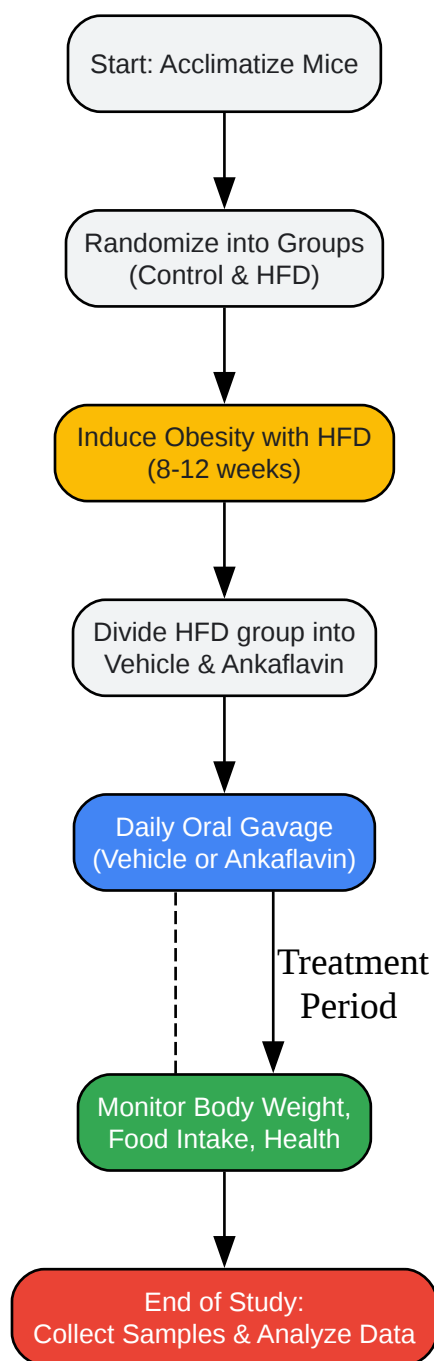 Start: Acclimatize Mice
Randomize into Groups
(Control & HFD)
Induce Obesity with HFD
(8-12 weeks)
Divide HFD group into
Vehicle & Ankaflavin
Daily Oral Gavage
(Vehicle or Ankaflavin)
Treatment
Period
Monitor Body Weight,
Food Intake, Health
End of Study:
Collect Samples & Analyze Data